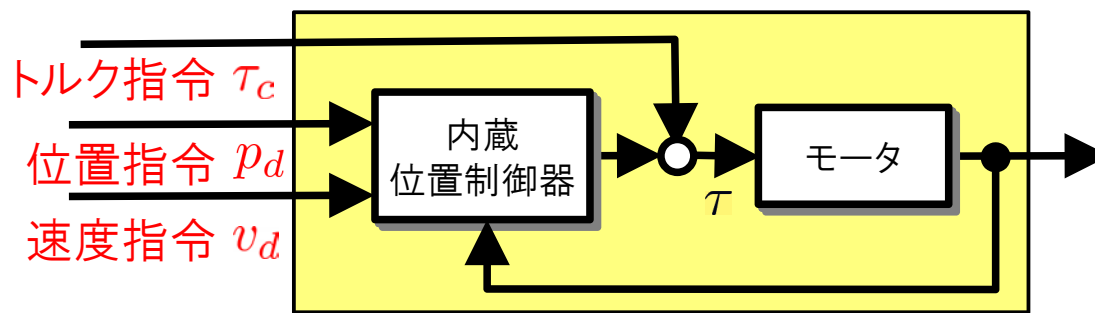 トルク指令 τc
位置指令 pd
速度指令 vd
内蔵
位置制御器
τ
モータ